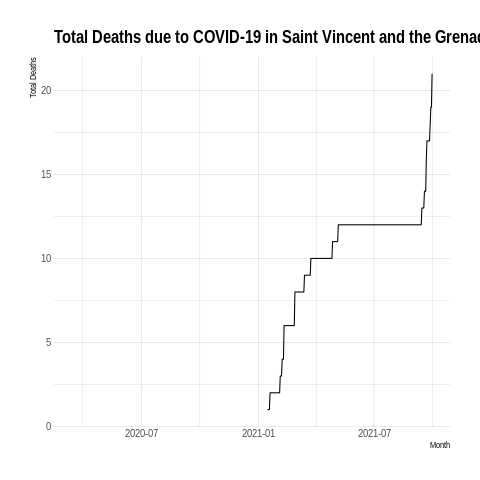 Total Deaths due to COVID-19 in Saint Vincent and the Grenad
Total Deaths
20
15
10
5
0
2020-07 2021-01 2021-07
Month